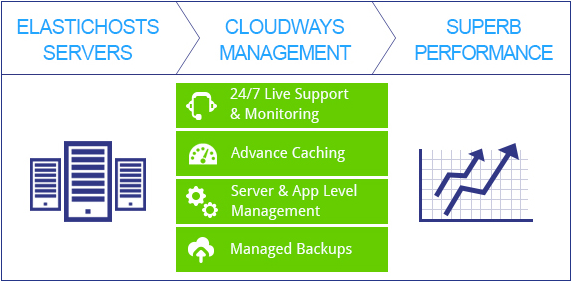 ELASTICHOSTS
SERVERS
CLOUDWAYS
MANAGEMENT
SUPERB
PERFORMANCE
24/7 Live Support
& Monitoring
Advance Caching
Server & App Level
Management
Managed Backups